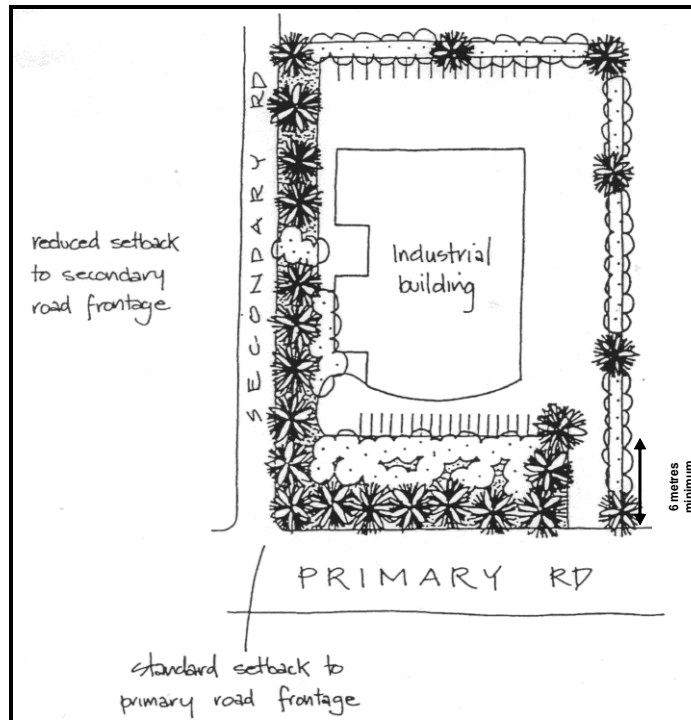 SECONDARY RD
reduced setback
to secondary
road frontage
Industrial
building
6 metres
minimum
PRIMARY RD
standard setback to
primary road frontage